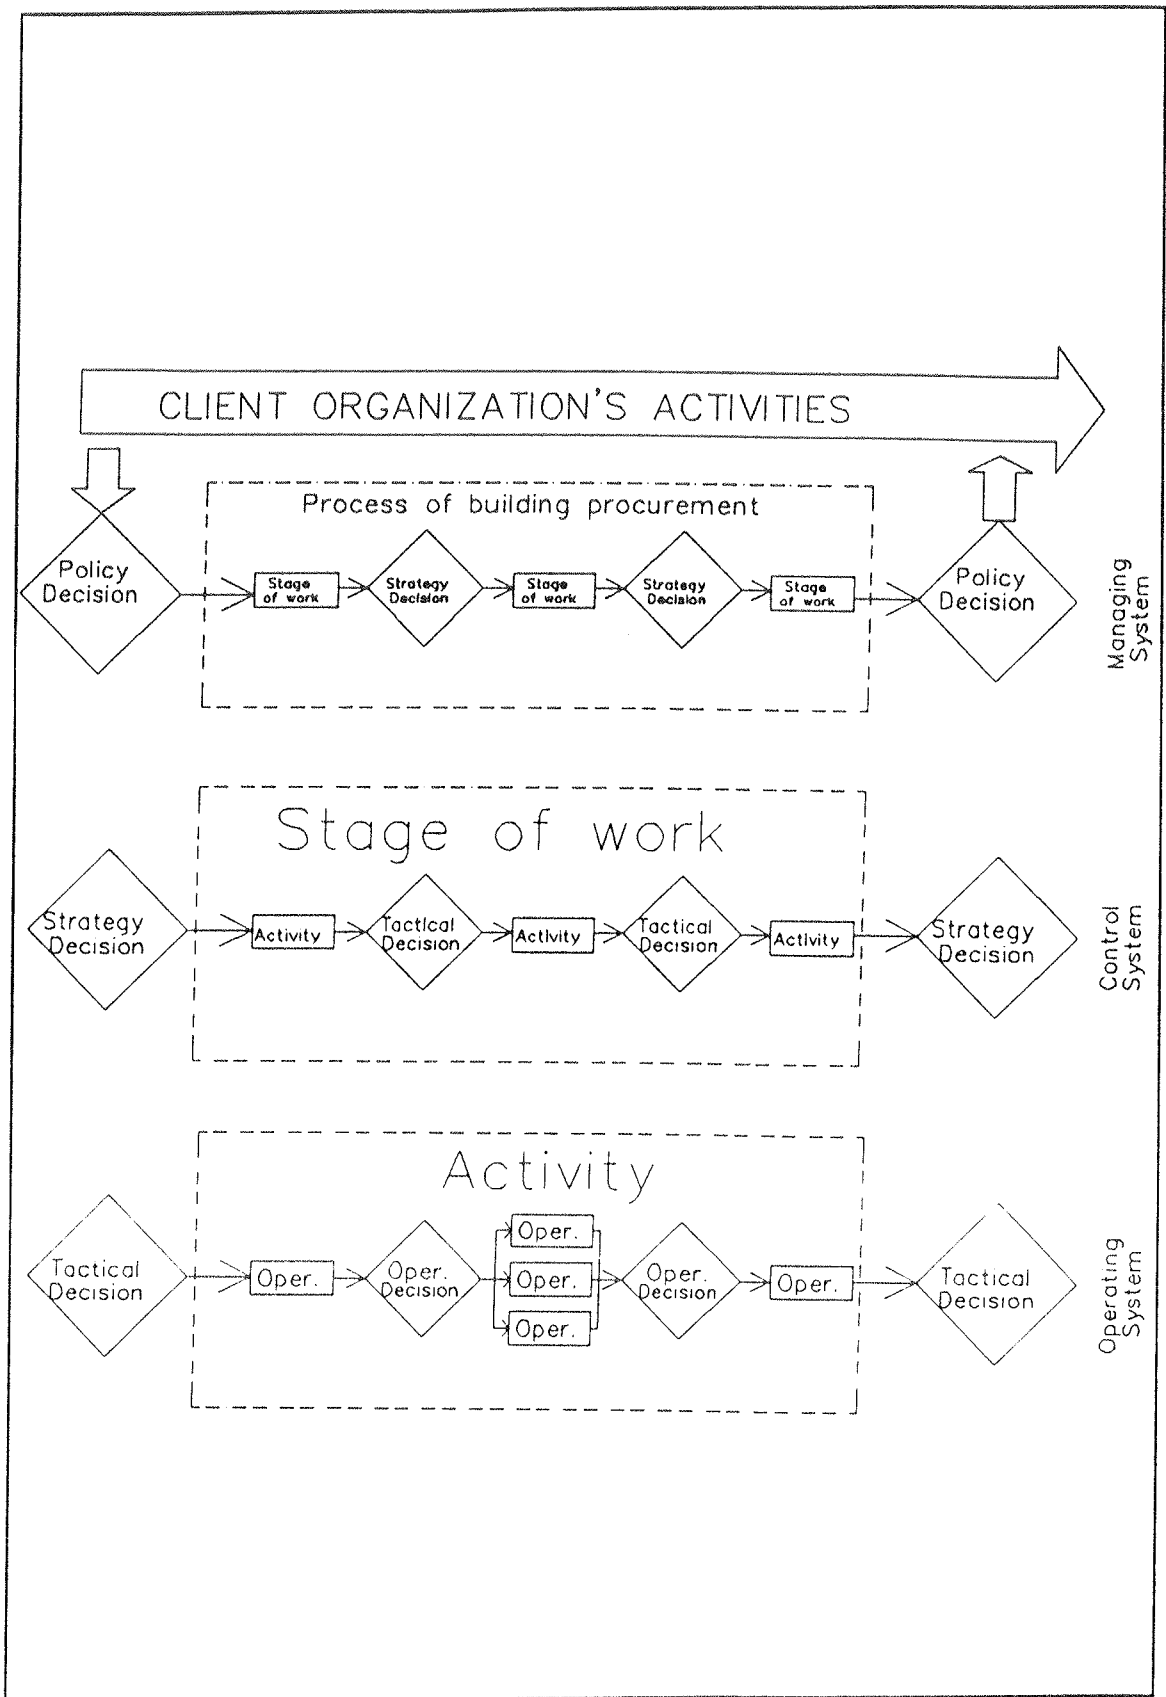 CLIENT ORGANIZATION'S ACTIVITIES
Process of building procurement
Policy
Decision
Stage
of work
Strategy
Decision
Stage
of work
Strategy
Decision
Stage
of work
Policy
Decision
Managing
System
Stage of work
Strategy
Decision
Activity
Tactical
Decision
Activity
Tactical
Decision
Activity
Strategy
Decision
Control
System
Activity
Tactical
Decision
Oper.
Oper.
Decision
Oper.
Oper.
Oper.
Oper.
Decision
Oper.
Tactical
Decision
Operating
System